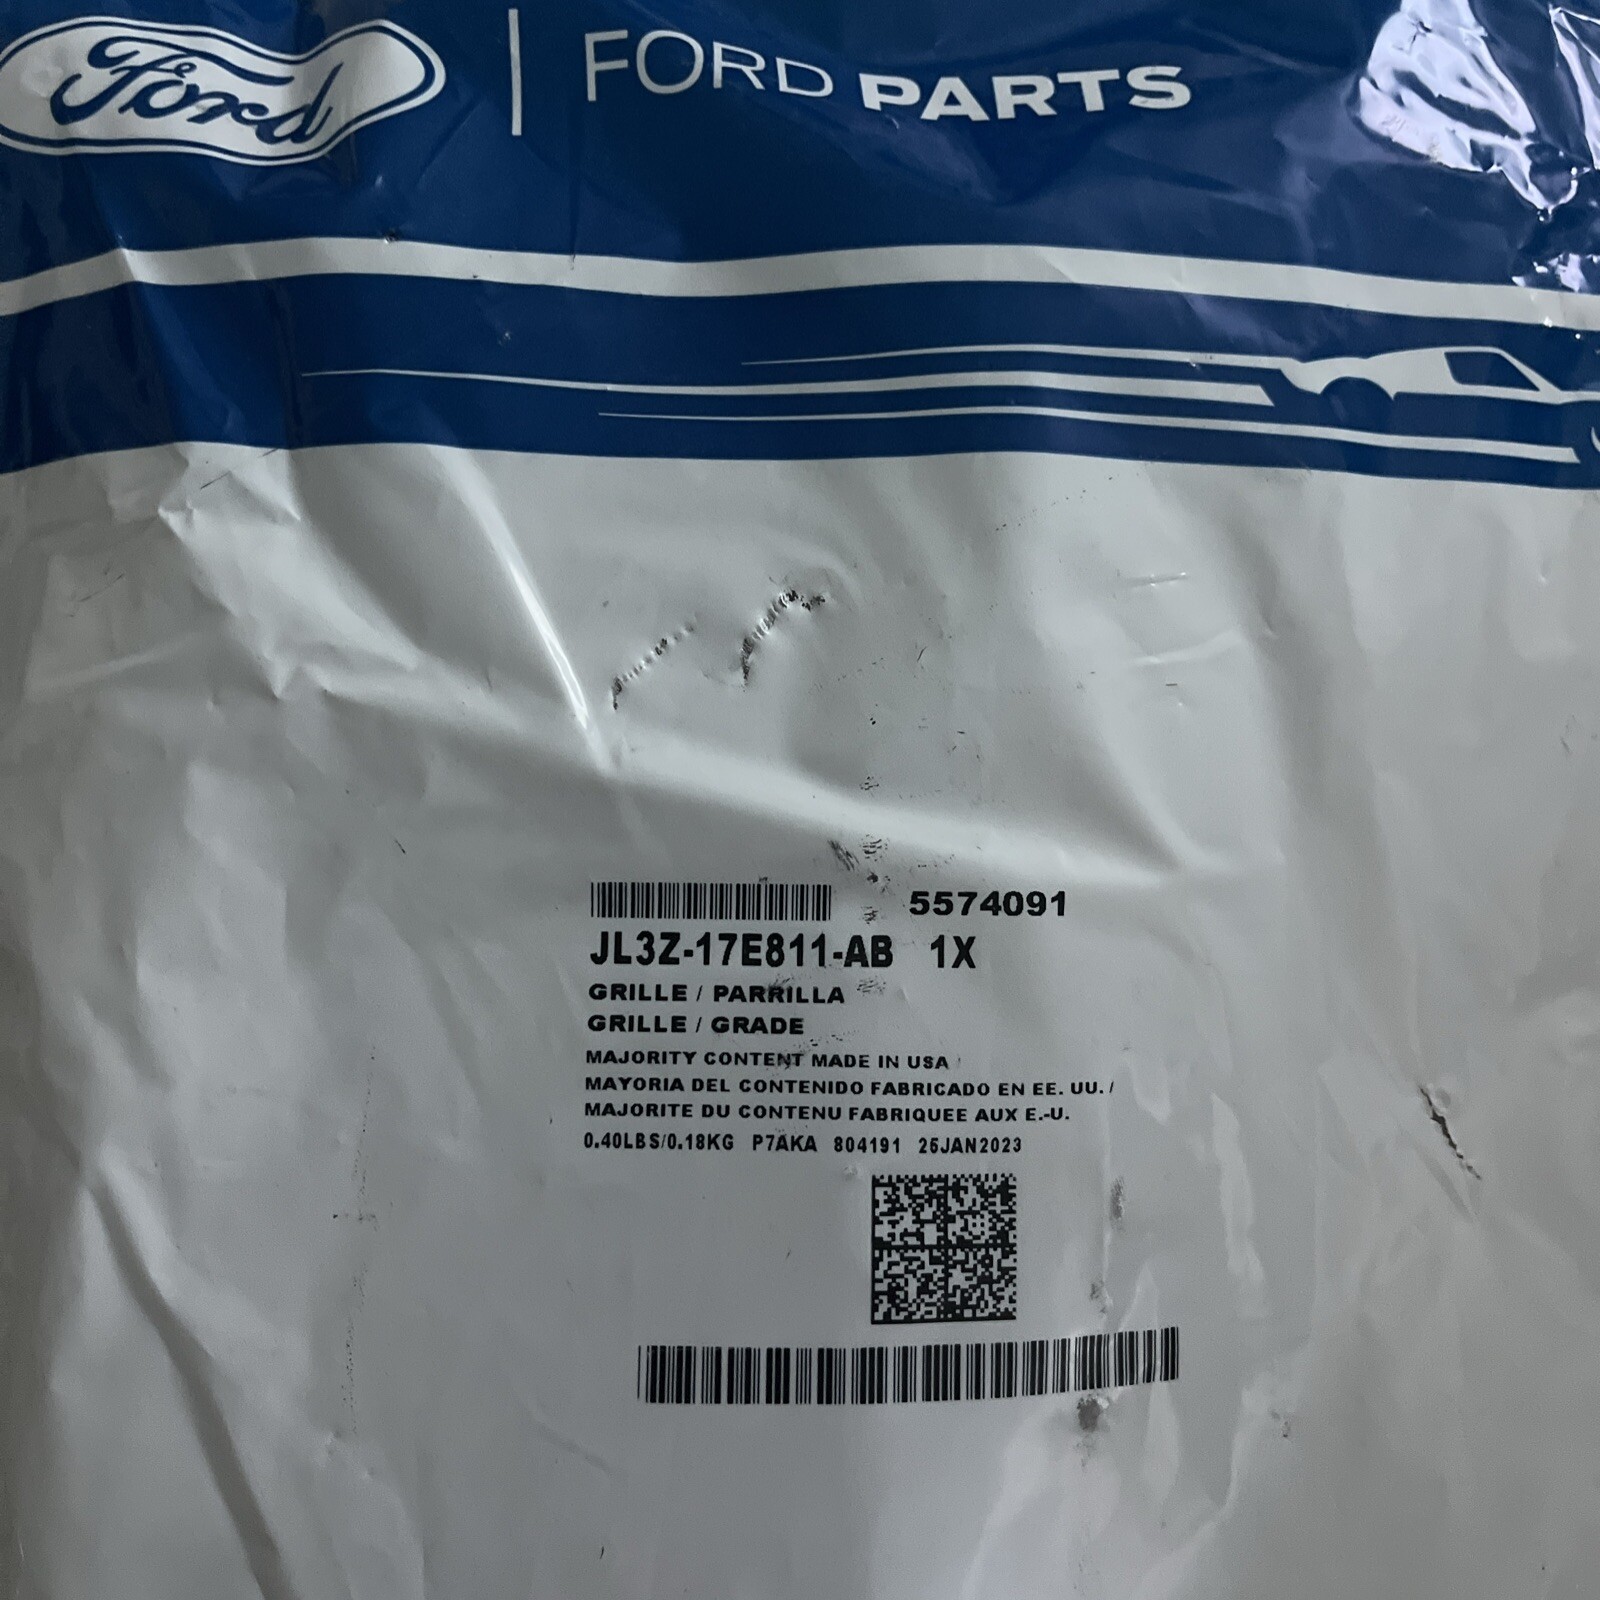 Ford FORD PARTS
5574091
JL3Z-17E811-AB 1X
GRILLE / PARRILLA
GRILLE / GRADE
MAJORITY CONTENT MADE IN USA /
MAYORIA DEL CONTENIDO FABRICADO EN EE. UU. /
MAJORITE DU CONTENU FABRIQUEE AUX E.-U.
0.40LBS/0.18KG P7AKA 804191 25JAN2023